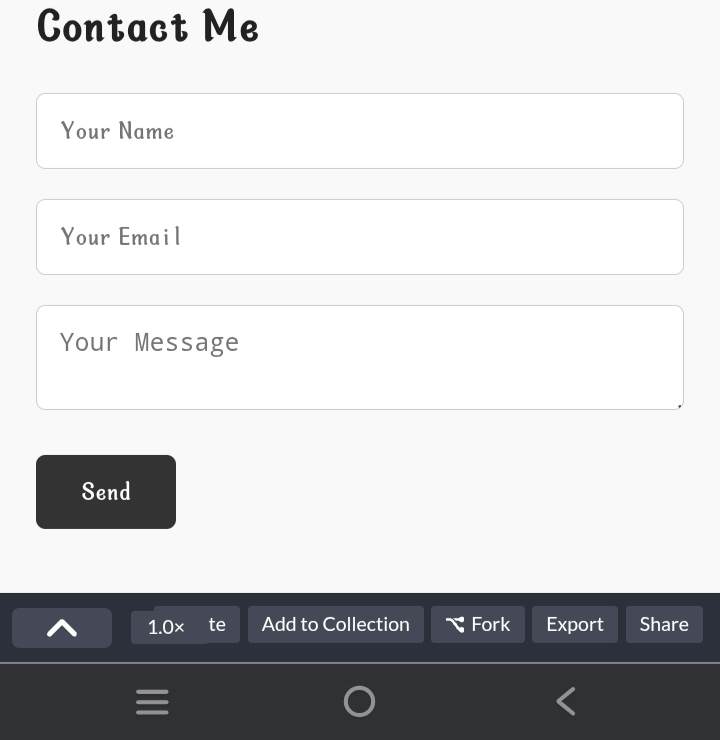 Contact Me
Your Name
Your Email
Your Message
Send
1.0× te Add to Collection Fork Export Share